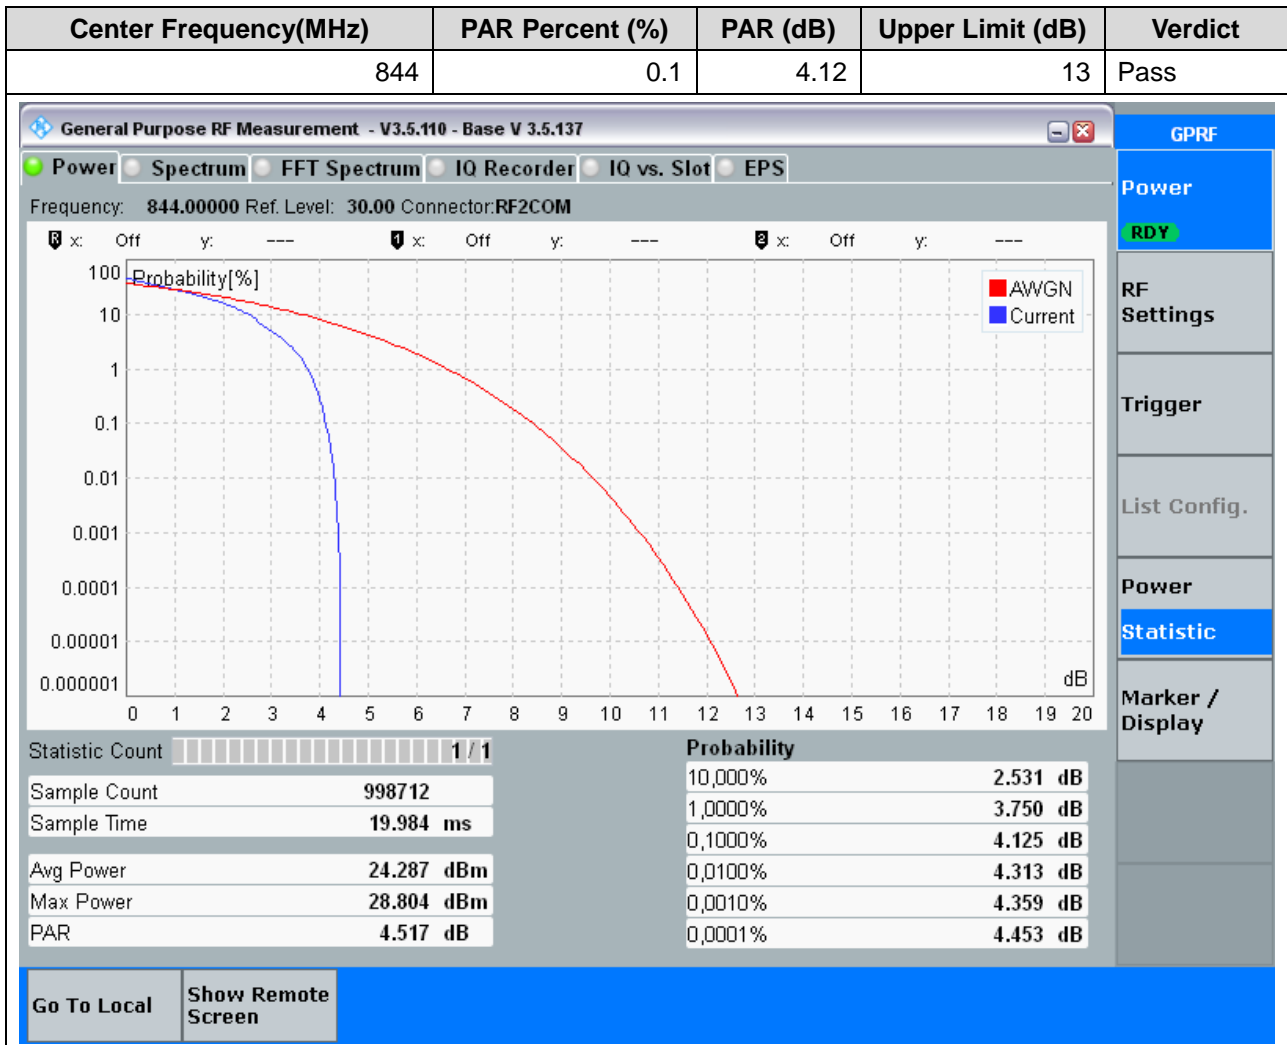 Center Frequency(MHz) PAR Percent (%) PAR (dB) Upper Limit (dB) Verdict
844 0.1 4.12 13 Pass
General Purpose RF Measurement - V3.5.110 - Base V 3.5.137
GPRF
Power Spectrum FFT Spectrum IQ Recorder IQ vs. Slot EPS
Power
RDY
Frequency: 844.00000 Ref. Level: 30.00 Connector:RF2COM
R x: Off y: --- 1 x: Off y: --- 2 x: Off y: ---
Probability[%]
AWGN
Current
100
10
1
0.1
0.01
0.001
0.0001
0.00001
0.000001
dB
0 1 2 3 4 5 6 7 8 9 10 11 12 13 14 15 16 17 18 19 20
RF
Settings
Trigger
List Config.
Power
Statistic
Marker /
Display
Statistic Count 1 / 1
Sample Count 998712
Sample Time 19.984 ms
Avg Power 24.287 dBm
Max Power 28.804 dBm
PAR 4.517 dB
Probability
10,000% 2.531 dB
1,0000% 3.750 dB
0,1000% 4.125 dB
0,0100% 4.313 dB
0,0010% 4.359 dB
0,0001% 4.453 dB
Go To Local
Show Remote
Screen